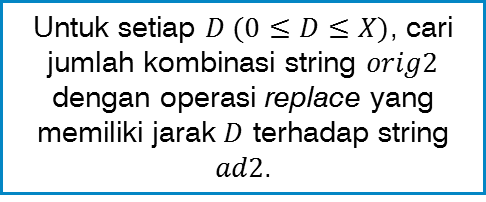 Untuk setiap D (0 ≤ D ≤ X), cari
jumlah kombinasi string orig2
dengan operasi replace yang
memiliki jarak D terhadap string
ad2.